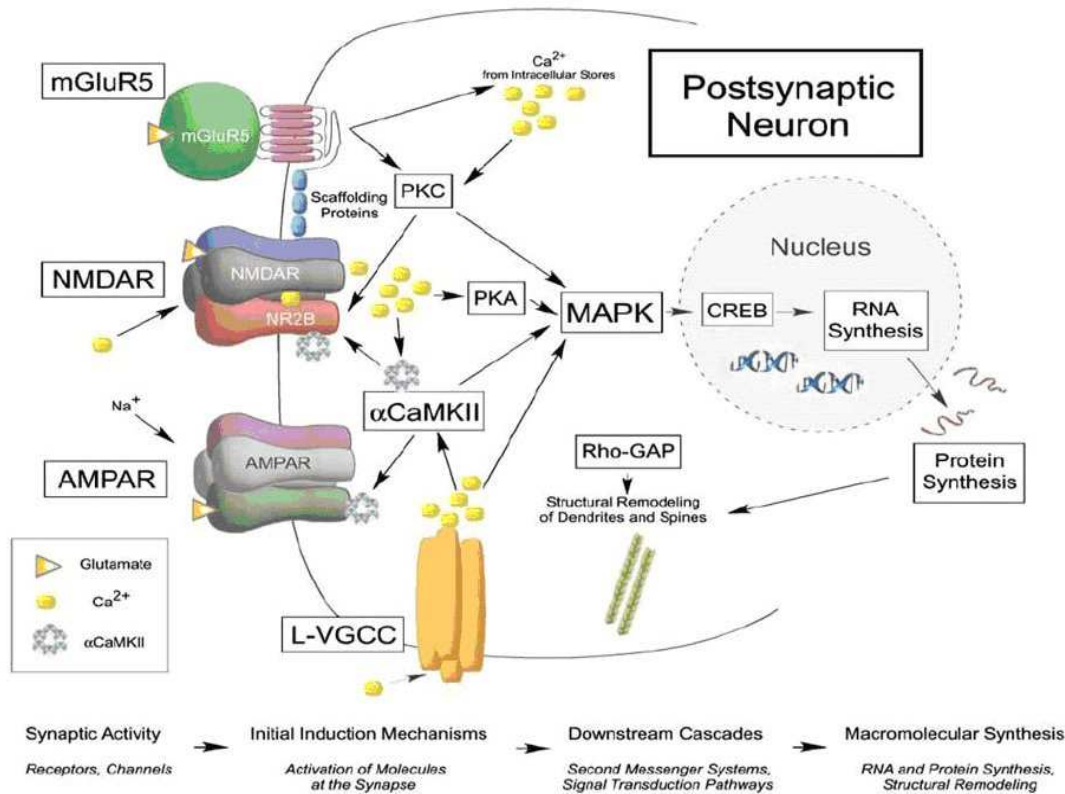 mGluR5
mGluR5
Ca2+
from Intracellular Stores
Postsynaptic
Neuron
Scaffolding
Proteins
PKC
Nucleus
NMDAR
NMDAR
NR2B
PKA
MAPK
CREB
RNA
Synthesis
Na+
αCaMKII
AMPAR
AMPAR
Rho-GAP
Structural Remodeling
of Dendrites and Spines
Protein
Synthesis
Glutamate
Ca2+
αCaMKII
L-VGCC
Synaptic Activity
Receptors, Channels
Initial Induction Mechanisms
Activation of Molecules
at the Synapse
Downstream Cascades
Second Messenger Systems,
Signal Transduction Pathways
Macromolecular Synthesis
RNA and Protein Synthesis,
Structural Remodeling